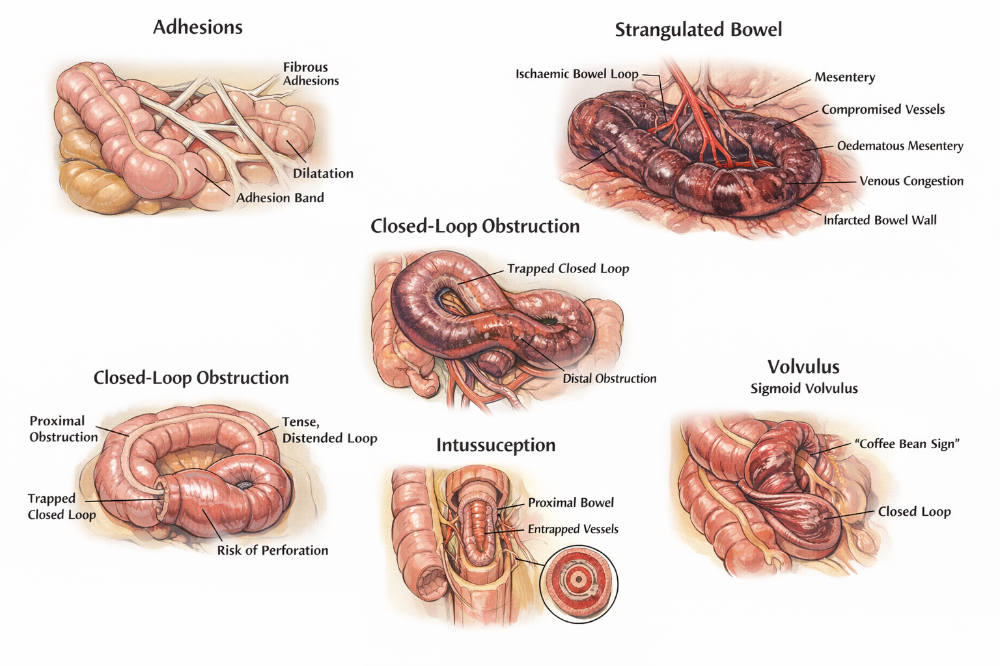 Adhesions
Fibrous
Adhesions
Dilatation
Adhesion Band
Strangulated Bowel
Ischaemic Bowel Loop
Mesentery
Compromised Vessels
Oedematous Mesentery
Venous Congestion
Infarcted Bowel Wall
Closed-Loop Obstruction
Trapped Closed Loop
Distal Obstruction
Closed-Loop Obstruction
Proximal
Obstruction
Tense,
Distended Loop
Trapped
Closed Loop
Risk of Perforation
Intussuception
Proximal Bowel
Entrapped Vessels
Volvulus
Sigmoid Volvulus
“Coffee Bean Sign”
Closed Loop